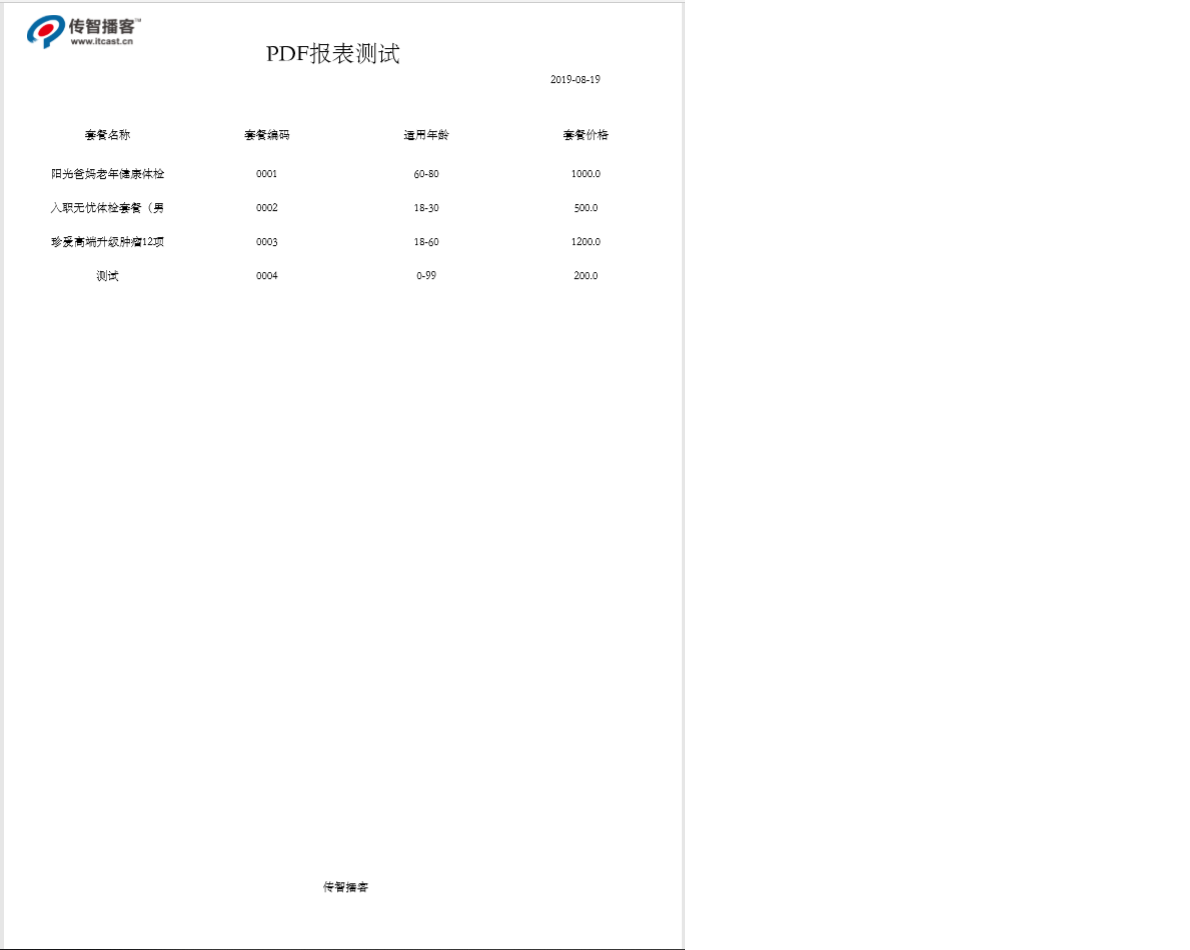 传智播客™
www.itcast.cn
PDF报表测试
2019-08-19
套餐名称 套餐编码 适用年龄 套餐价格
阳光爸妈老年健康体检 0001 60-80 1000.0
入职无忧体检套餐（男 0002 18-30 500.0
珍爱高端升级肿瘤12项 0003 18-60 1200.0
测试 0004 0-99 200.0
传智播客